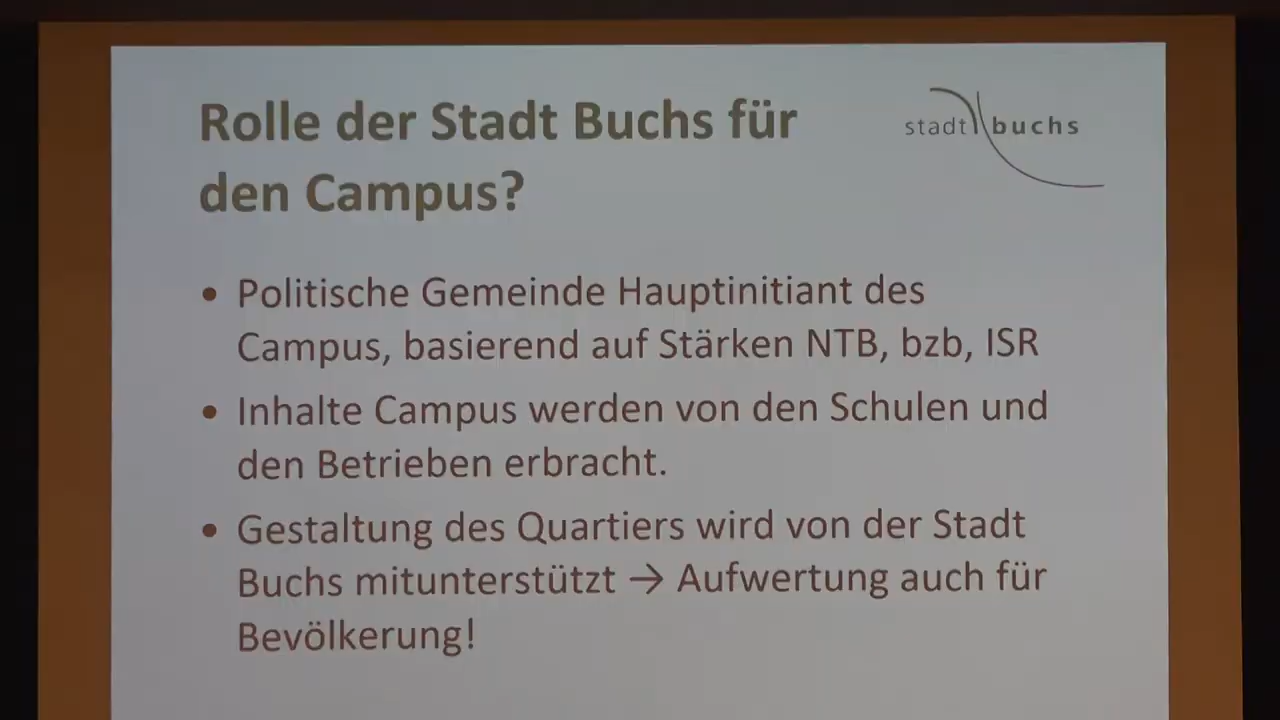 Rolle der Stadt Buchs für
den Campus?
stadt buchs
• Politische Gemeinde Hauptinitiant des
Campus, basierend auf Stärken NTB, bzb, ISR
• Inhalte Campus werden von den Schulen und
den Betrieben erbracht.
• Gestaltung des Quartiers wird von der Stadt
Buchs mitunterstützt → Aufwertung auch für
Bevölkerung!